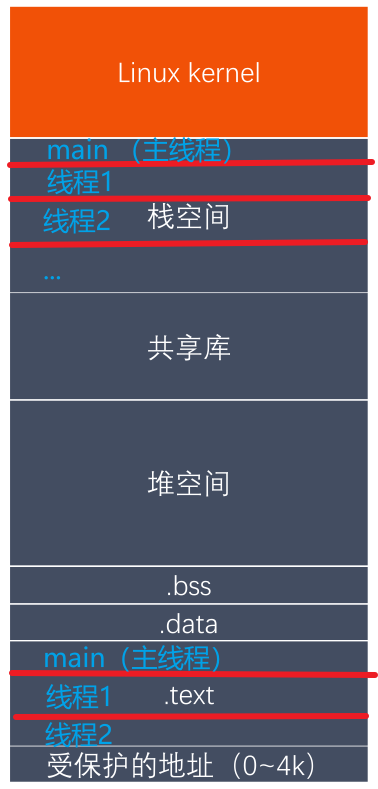 Linux kernel
main （主线程）
线程1
线程2 栈空间
...
共享库
堆空间
.bss
.data
main（主线程）
线程1 .text
线程2
受保护的地址（0~4k）